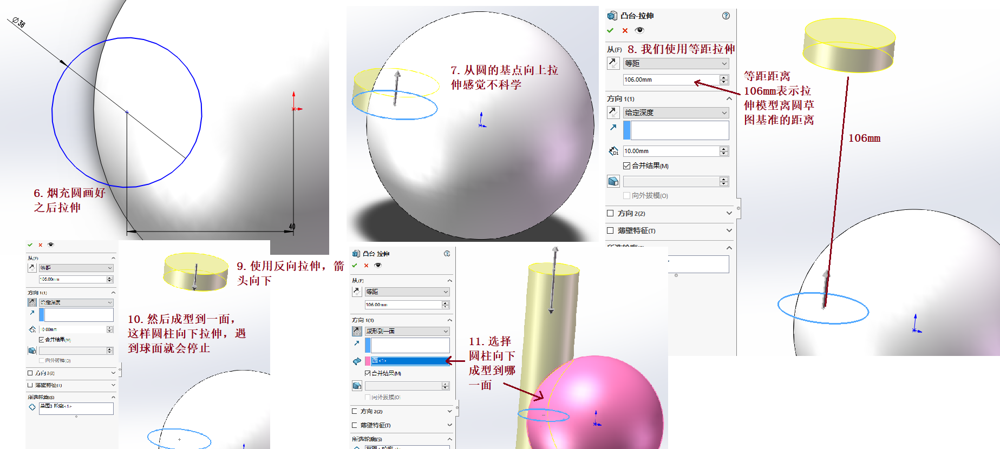 ⌀36
6. 烟充圆画好
之后拉伸
40
7. 从圆的基点向上拉
伸感觉不科学
凸台-拉伸
从(F)
8. 我们使用等距拉伸
等距
106.00mm
方向 1(1)
给定深度
10.00mm
合并结果(M)
向外拔模(O)
方向 2(2)
薄壁特征(T)
等距距离
106mm表示拉
伸模型离圆草
图基准的距离
106mm
从(F)
等距
106.00mm
方向 1(1)
给定深度
合并结果(M)
向外拔模(O)
方向 2(2)
薄壁特征(T)
所选轮廓(S)
草图3-轮廓<1>
9. 使用反向拉伸，箭
头向下
10. 然后成型到一面，
这样圆柱向下拉伸，遇
到球面就会停止
凸台-拉伸
从(F)
等距
106.00mm
方向 1(1)
成形到一面
面<1>
合并结果(M)
向外拔模(O)
方向 2(2)
薄壁特征(T)
所选轮廓(S)
11. 选择
圆柱向下
成型到哪
一面